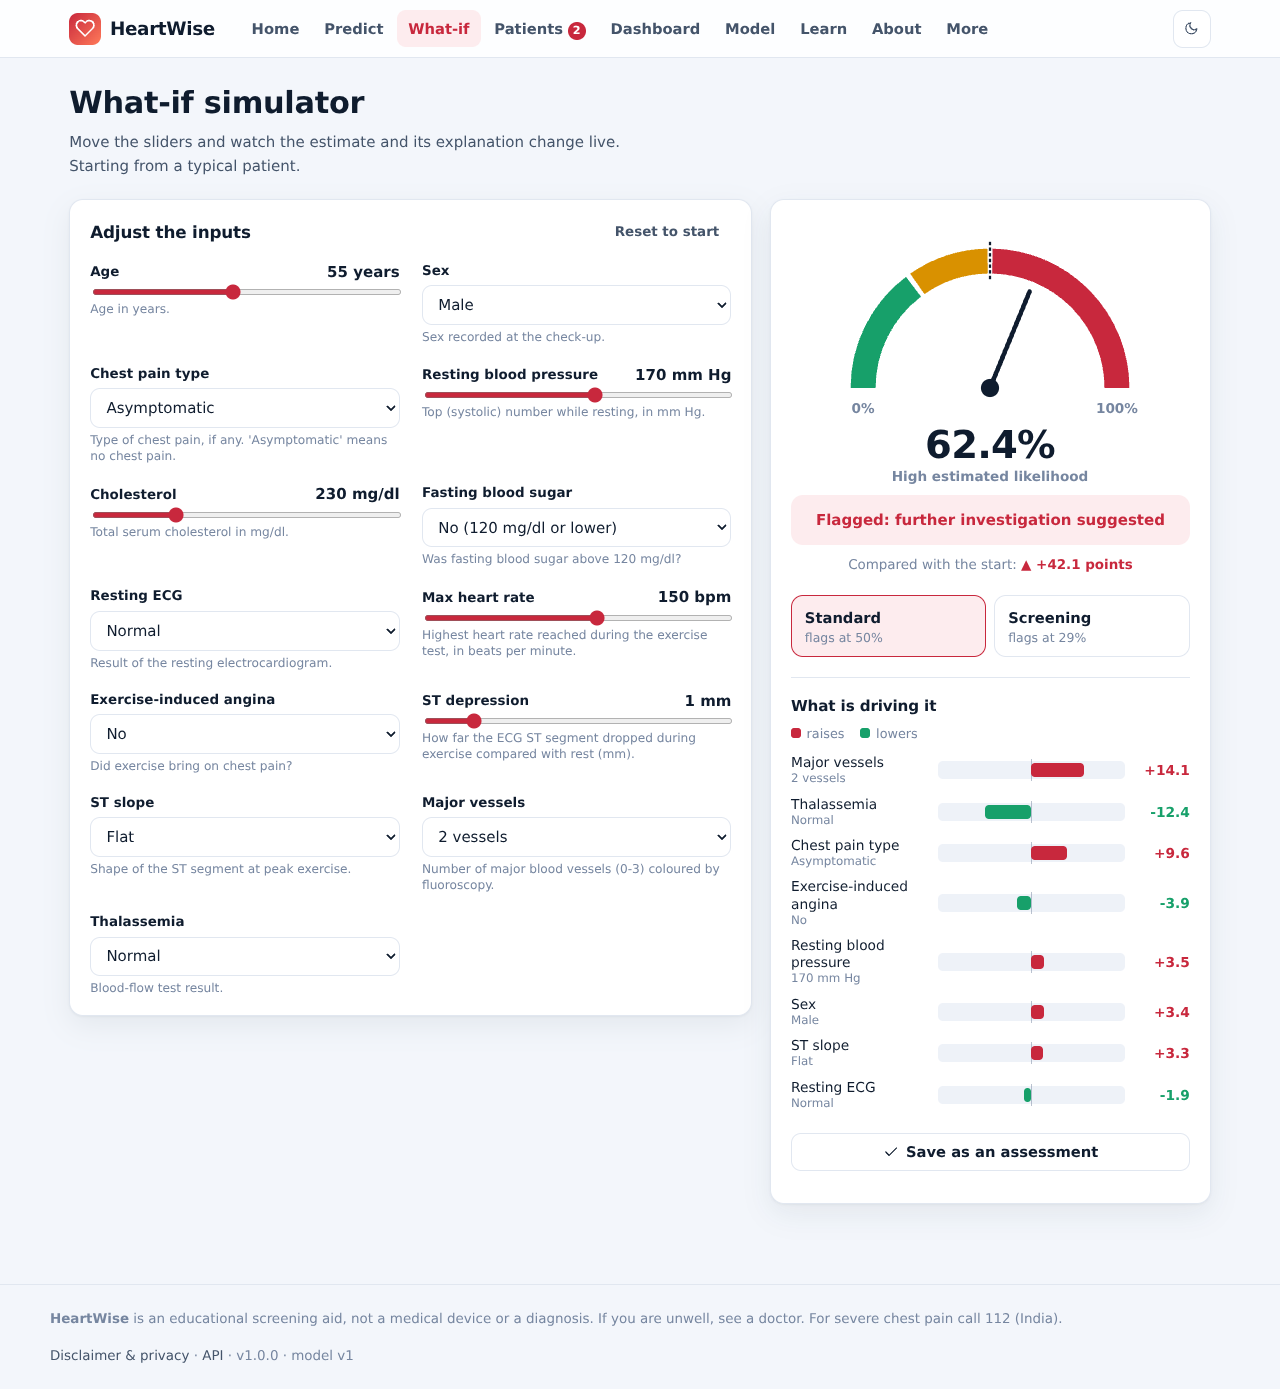 HeartWise
Home
Predict
What-if
Patients 2
Dashboard
Model
Learn
About
More
What-if simulator
Move the sliders and watch the estimate and its explanation change live.
Starting from a typical patient.
Adjust the inputs
Reset to start
Age
55 years
Age in years.
Sex
Male
Sex recorded at the check-up.
Chest pain type
Asymptomatic
Type of chest pain, if any. 'Asymptomatic' means
no chest pain.
Resting blood pressure
170 mm Hg
Top (systolic) number while resting, in mm Hg.
Cholesterol
230 mg/dl
Total serum cholesterol in mg/dl.
Fasting blood sugar
No (120 mg/dl or lower)
Was fasting blood sugar above 120 mg/dl?
Resting ECG
Normal
Result of the resting electrocardiogram.
Max heart rate
150 bpm
Highest heart rate reached during the exercise
test, in beats per minute.
Exercise-induced angina
No
Did exercise bring on chest pain?
ST depression
1 mm
How far the ECG ST segment dropped during
exercise compared with rest (mm).
ST slope
Flat
Shape of the ST segment at peak exercise.
Major vessels
2 vessels
Number of major blood vessels (0-3) coloured by
fluoroscopy.
Thalassemia
Normal
Blood-flow test result.
0%
100%
62.4%
High estimated likelihood
Flagged: further investigation suggested
Compared with the start: ▲ +42.1 points
Standard
flags at 50%
Screening
flags at 29%
What is driving it
raises
lowers
Major vessels
2 vessels
+14.1
Thalassemia
Normal
-12.4
Chest pain type
Asymptomatic
+9.6
Exercise-induced
angina
No
-3.9
Resting blood
pressure
170 mm Hg
+3.5
Sex
Male
+3.4
ST slope
Flat
+3.3
Resting ECG
Normal
-1.9
Save as an assessment
HeartWise is an educational screening aid, not a medical device or a diagnosis. If you are unwell, see a doctor. For severe chest pain call 112 (India).
Disclaimer & privacy · API · v1.0.0 · model v1